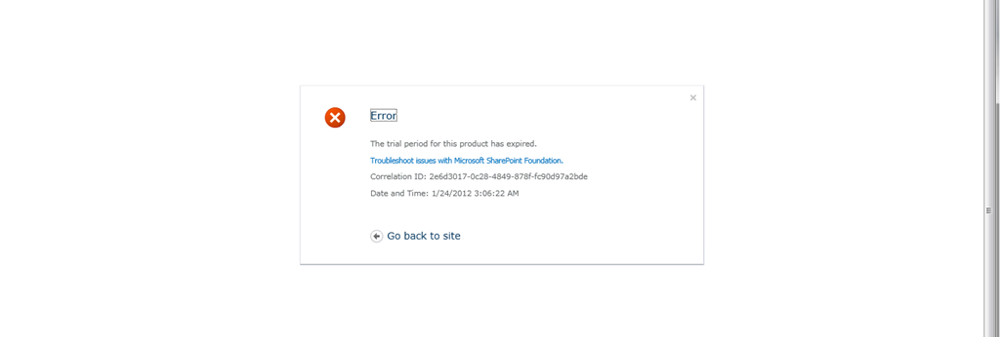 Error
The trial period for this product has expired.
Troubleshoot issues with Microsoft SharePoint Foundation.
Correlation ID: 2e6d3017-0c28-4849-878f-fc90d97a2bde
Date and Time: 1/24/2012 3:06:22 AM
Go back to site